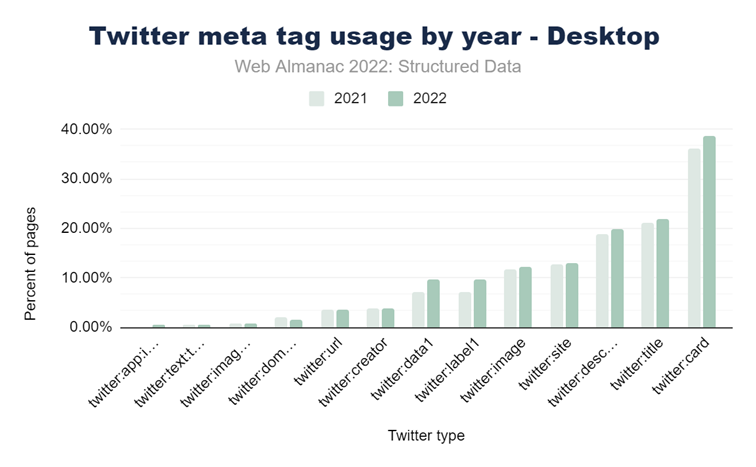 Twitter meta tag usage by year - Desktop
Web Almanac 2022: Structured Data
2021 2022
40.00%
30.00%
20.00%
10.00%
0.00%
Percent of pages
twitter:app:i…
twitter:text:t…
twitter:imag…
twitter:dom…
twitter:url
twitter:creator
twitter:data1
twitter:label1
twitter:image
twitter:site
twitter:desc…
twitter:title
twitter:card
Twitter type